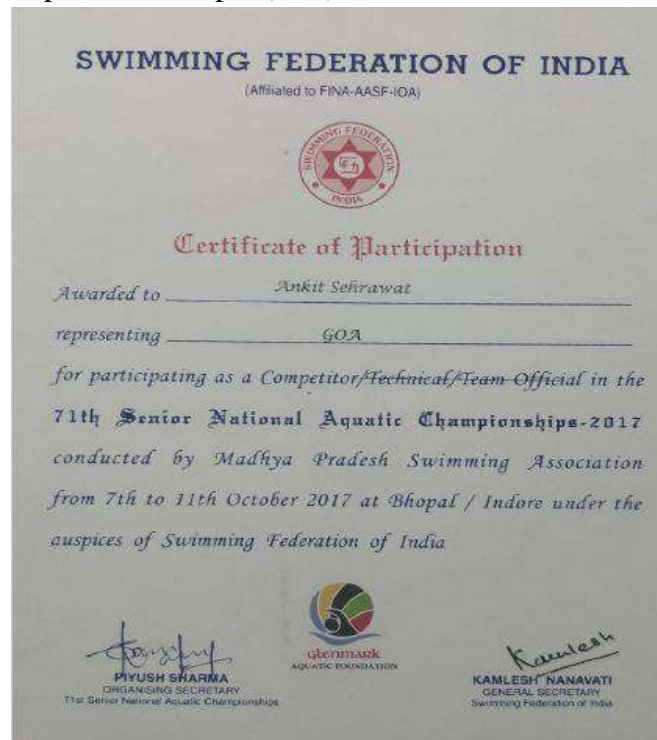 SWIMMING FEDERATION OF INDIA
(Affiliated to FINA-AASF-IOA)
SWIMMING FEDERATION
INDIA
Certificate of Participation
Awarded to Ankit Sehrawat
representing GOA
for participating as a Competitor/Technical/Team Official in the
71th Senior National Aquatic Championships-2017
conducted by Madhya Pradesh Swimming Association
from 7th to 11th October 2017 at Bhopal / Indore under the
auspices of Swimming Federation of India
Glenmark
AQUATIC FOUNDATION
PIYUSH SHARMA
ORGANISING SECRETARY
71st Senior National Aquatic Championships
Kamlesh
KAMLESH NANAVATI
GENERAL SECRETARY
Swimming Federation of India